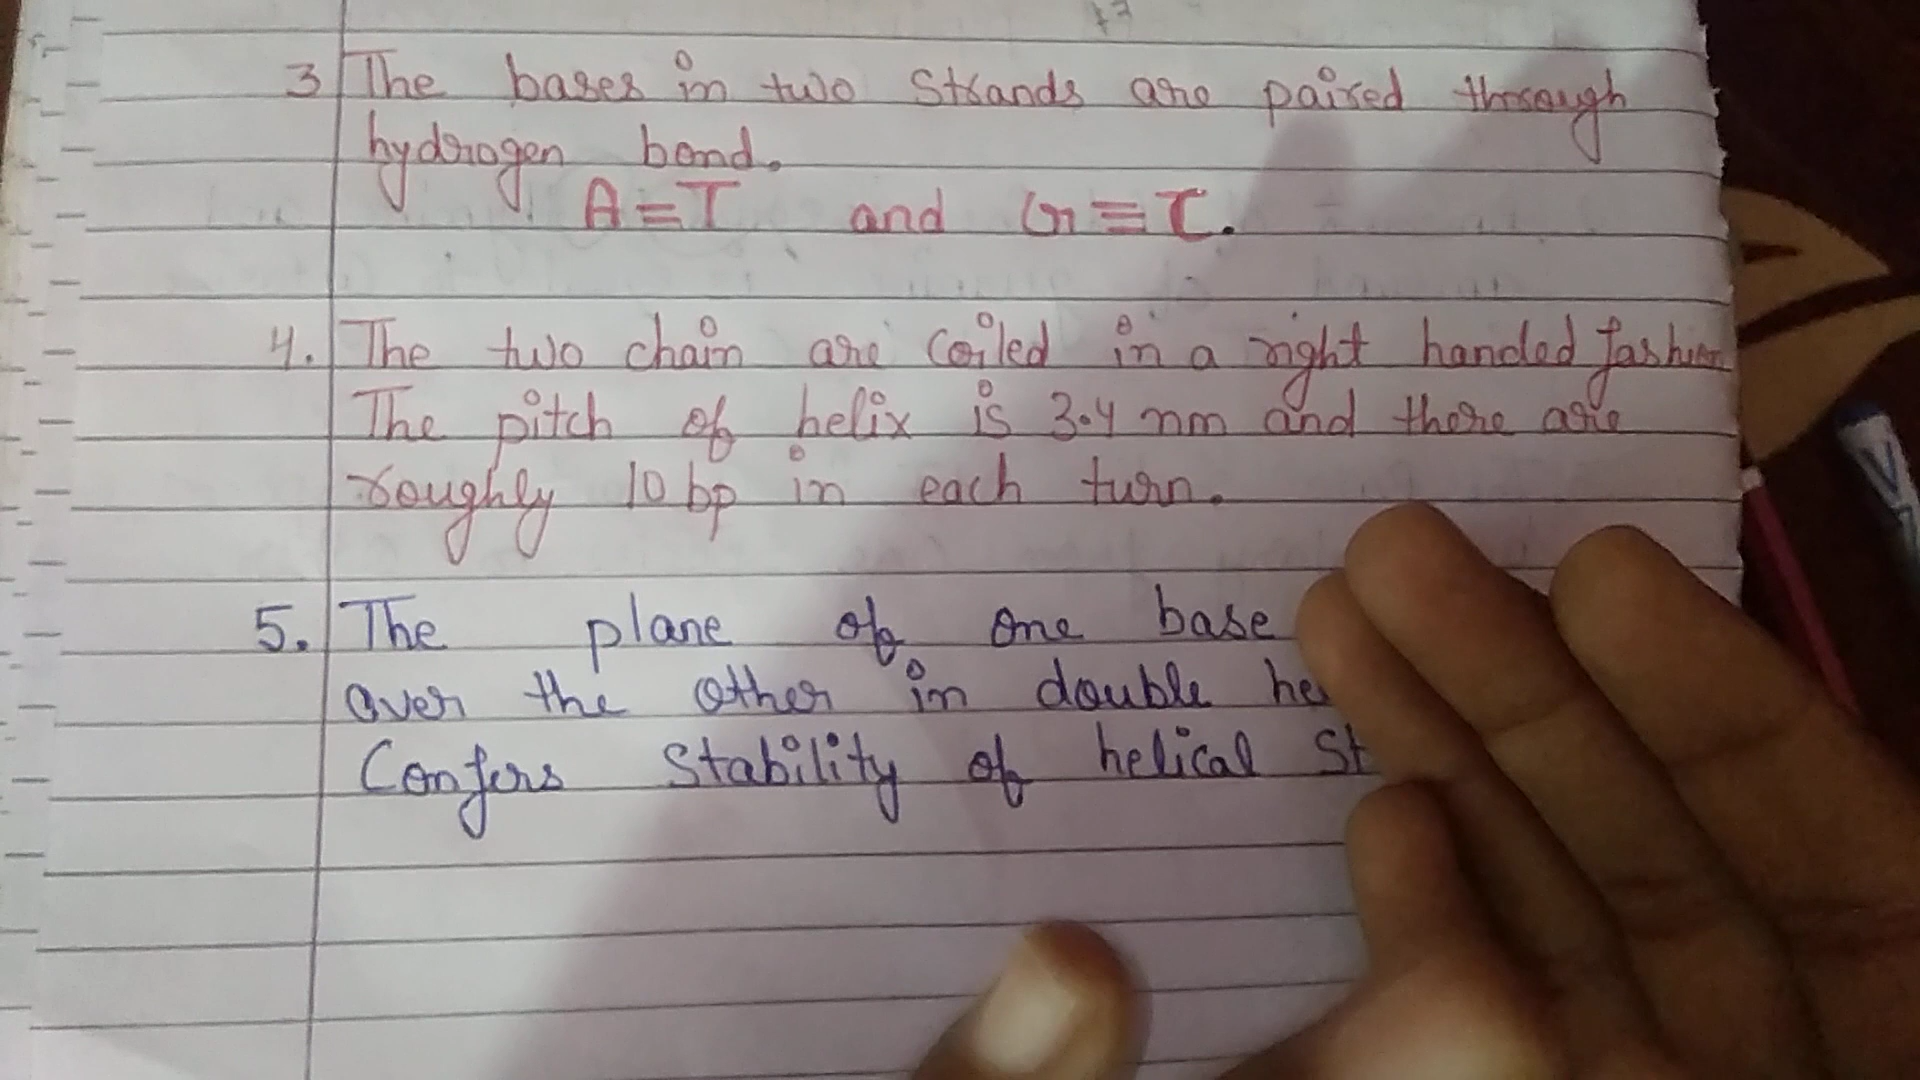 3 The bases in two Strands are paired through
hydrogen bond.
A=T and G≡C.
4. The two chain are coiled in a right handed fashion
The pitch of helix is 3.4 nm and there are
roughly 10 bp in each turn.
5. The plane of one base
over the other in double he
Confers stability of helical St